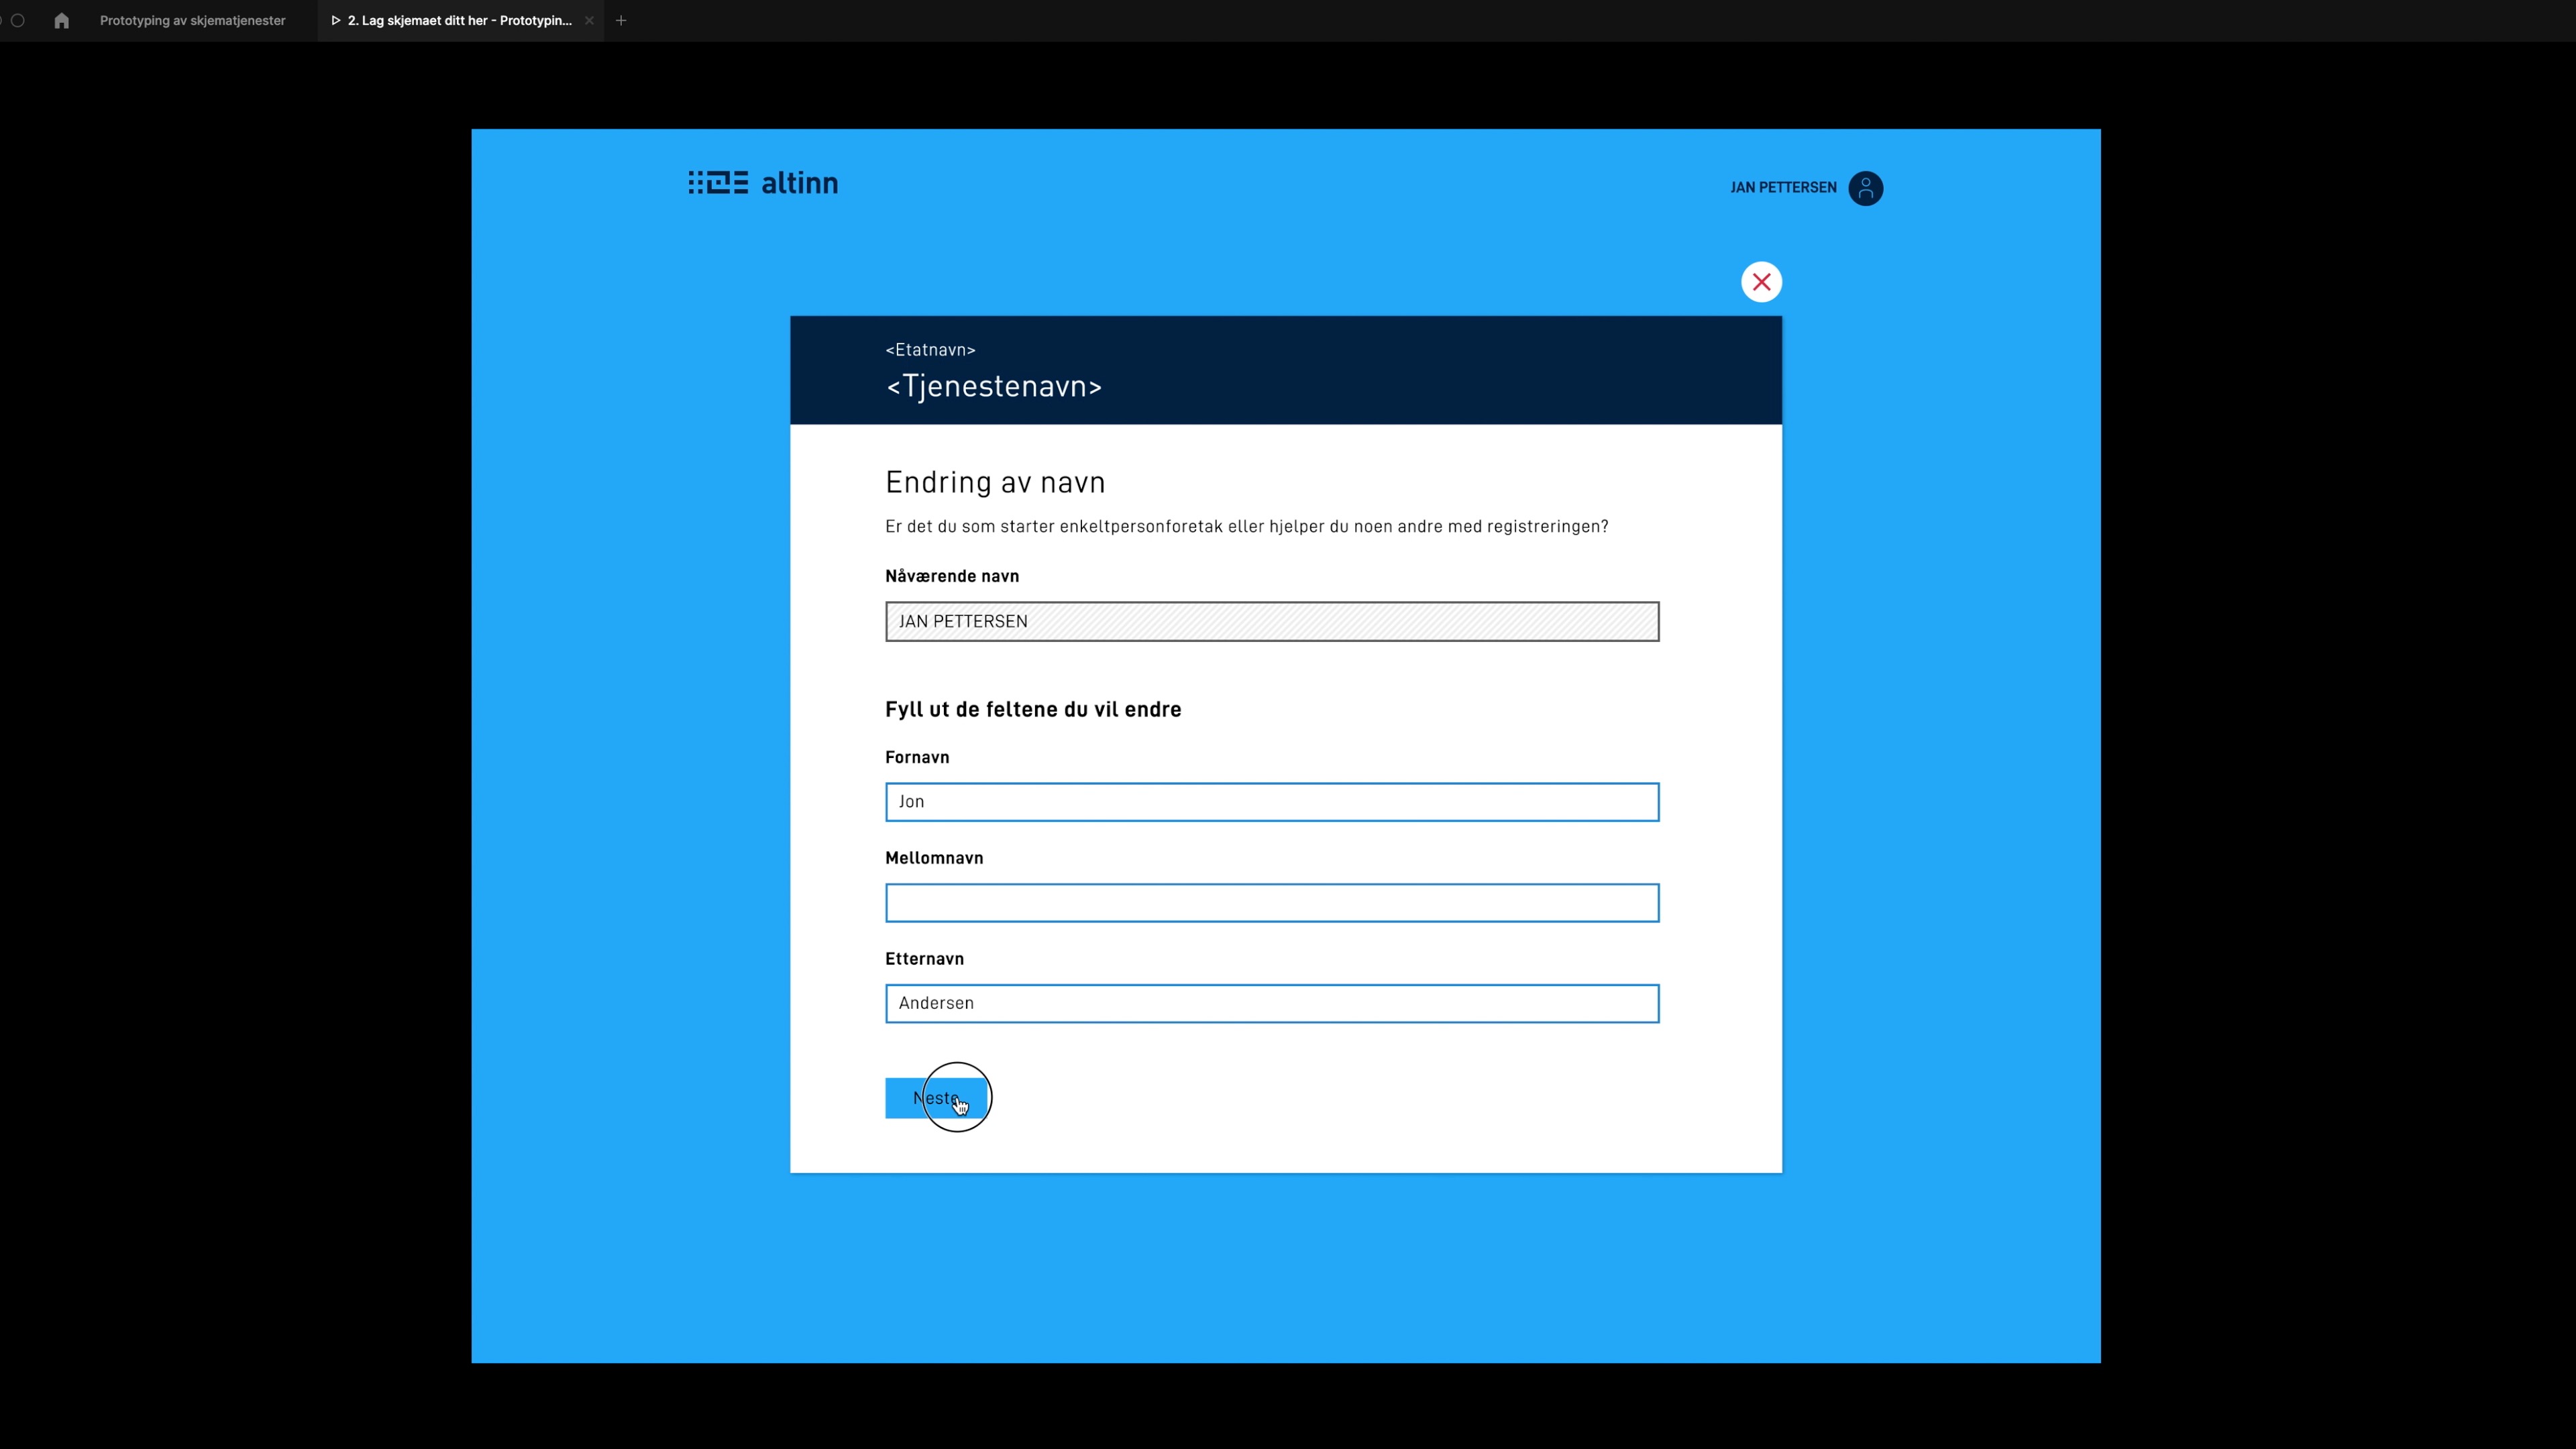 Prototyping av skjematjenester
2. Lag skjemaet ditt her - Prototypin...
altinn
JAN PETTERSEN
<Etatnavn>
<Tjenestenavn>
Endring av navn
Er det du som starter enkeltpersonforetak eller hjelper du noen andre med registreringen?
Nåværende navn
JAN PETTERSEN
Fyll ut de feltene du vil endre
Fornavn
Jon
Mellomnavn
Etternavn
Andersen
Neste